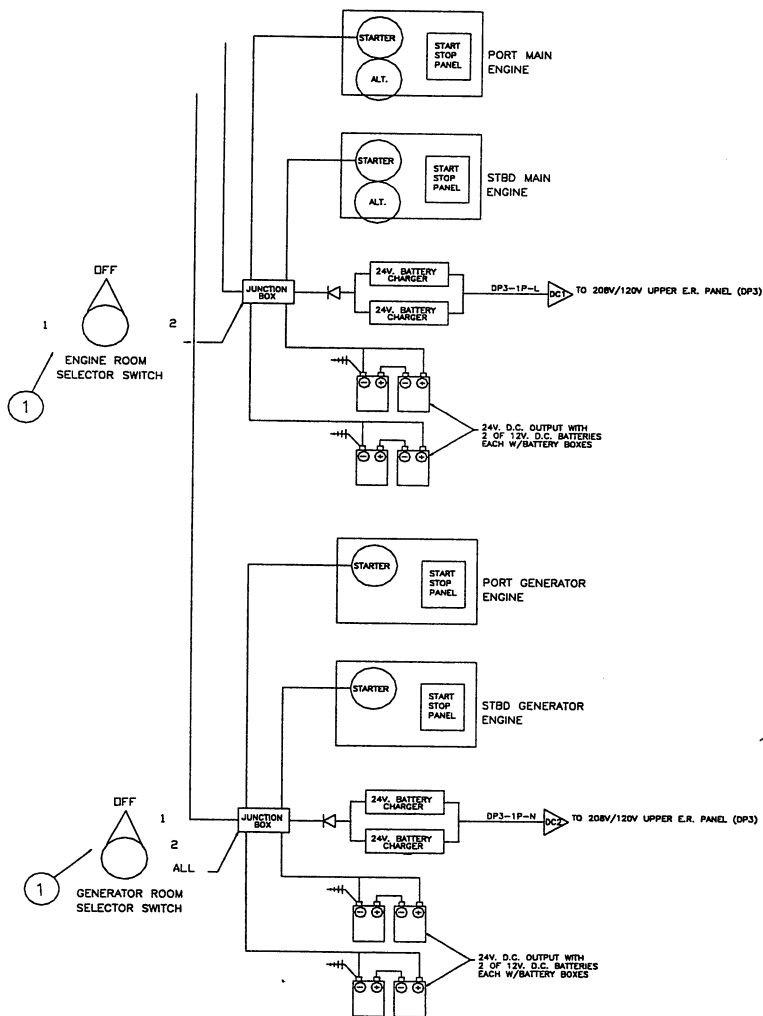 STARTER
START
STOP
PANEL
ALT.
PORT MAIN
ENGINE
STARTER
START
STOP
PANEL
ALT.
STBD MAIN
ENGINE
OFF
1
2
ENGINE ROOM
SELECTOR SWITCH
1
JUNCTION
BOX
24V. BATTERY
CHARGER
24V. BATTERY
CHARGER
DP3-1P-L
DC1
TO 208V/120V UPPER E.R. PANEL (DP3)
- + - +
- + - +
24V. D.C. OUTPUT WITH
2 OF 12V. D.C. BATTERIES
EACH W/BATTERY BOXES
STARTER
START
STOP
PANEL
PORT GENERATOR
ENGINE
STARTER
START
STOP
PANEL
STBD GENERATOR
ENGINE
OFF
1
2
ALL
GENERATOR ROOM
SELECTOR SWITCH
1
JUNCTION
BOX
24V. BATTERY
CHARGER
24V. BATTERY
CHARGER
DP3-1P-N
DC2
TO 208V/120V UPPER E.R. PANEL (DP3)
- + - +
- + - +
24V. D.C. OUTPUT WITH
2 OF 12V. D.C. BATTERIES
EACH W/BATTERY BOXES